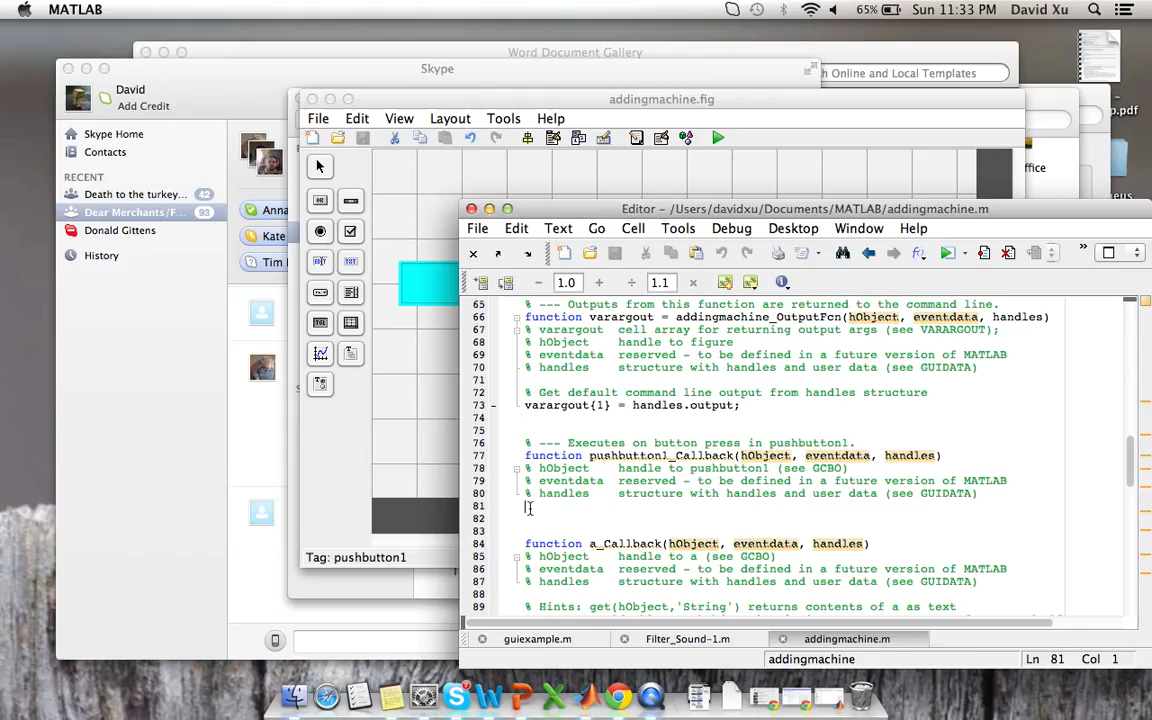 MATLAB
65%
Sun 11:33 PM
David Xu
Word Document Gallery
h Online and Local Templates
p.pdf
Skype
David
Add Credit
Skype Home
Contacts
RECENT
Death to the turkey... 42
Dear Merchants/F... 93
Donald Gittens
History
Anna
Kate
Tim
office
eus
addingmachine.fig
File Edit View Layout Tools Help
OK
EDIT
TXT
TGL
Tag: pushbutton1
Editor - /Users/davidxu/Documents/MATLAB/addingmachine.m
File Edit Text Go Cell Tools Debug Desktop Window Help
− 1.0 + ÷ 1.1 ×
65 % --- Outputs from this function are returned to the command line.
66 function varargout = addingmachine_OutputFcn(hObject, eventdata, handles)
67 % varargout cell array for returning output args (see VARARGOUT);
68 % hObject handle to figure
69 % eventdata reserved - to be defined in a future version of MATLAB
70 % handles structure with handles and user data (see GUIDATA)
71
72 % Get default command line output from handles structure
73 – varargout{1} = handles.output;
74
75
76 % --- Executes on button press in pushbutton1.
77 function pushbutton1_Callback(hObject, eventdata, handles)
78 % hObject handle to pushbutton1 (see GCBO)
79 % eventdata reserved - to be defined in a future version of MATLAB
80 % handles structure with handles and user data (see GUIDATA)
81
82
83
84 function a_Callback(hObject, eventdata, handles)
85 % hObject handle to a (see GCBO)
86 % eventdata reserved - to be defined in a future version of MATLAB
87 % handles structure with handles and user data (see GUIDATA)
88
89 % Hints: get(hObject,'String') returns contents of a as text
guiexample.m
Filter_Sound-1.m
addingmachine.m
addingmachine
Ln 81 Col 1